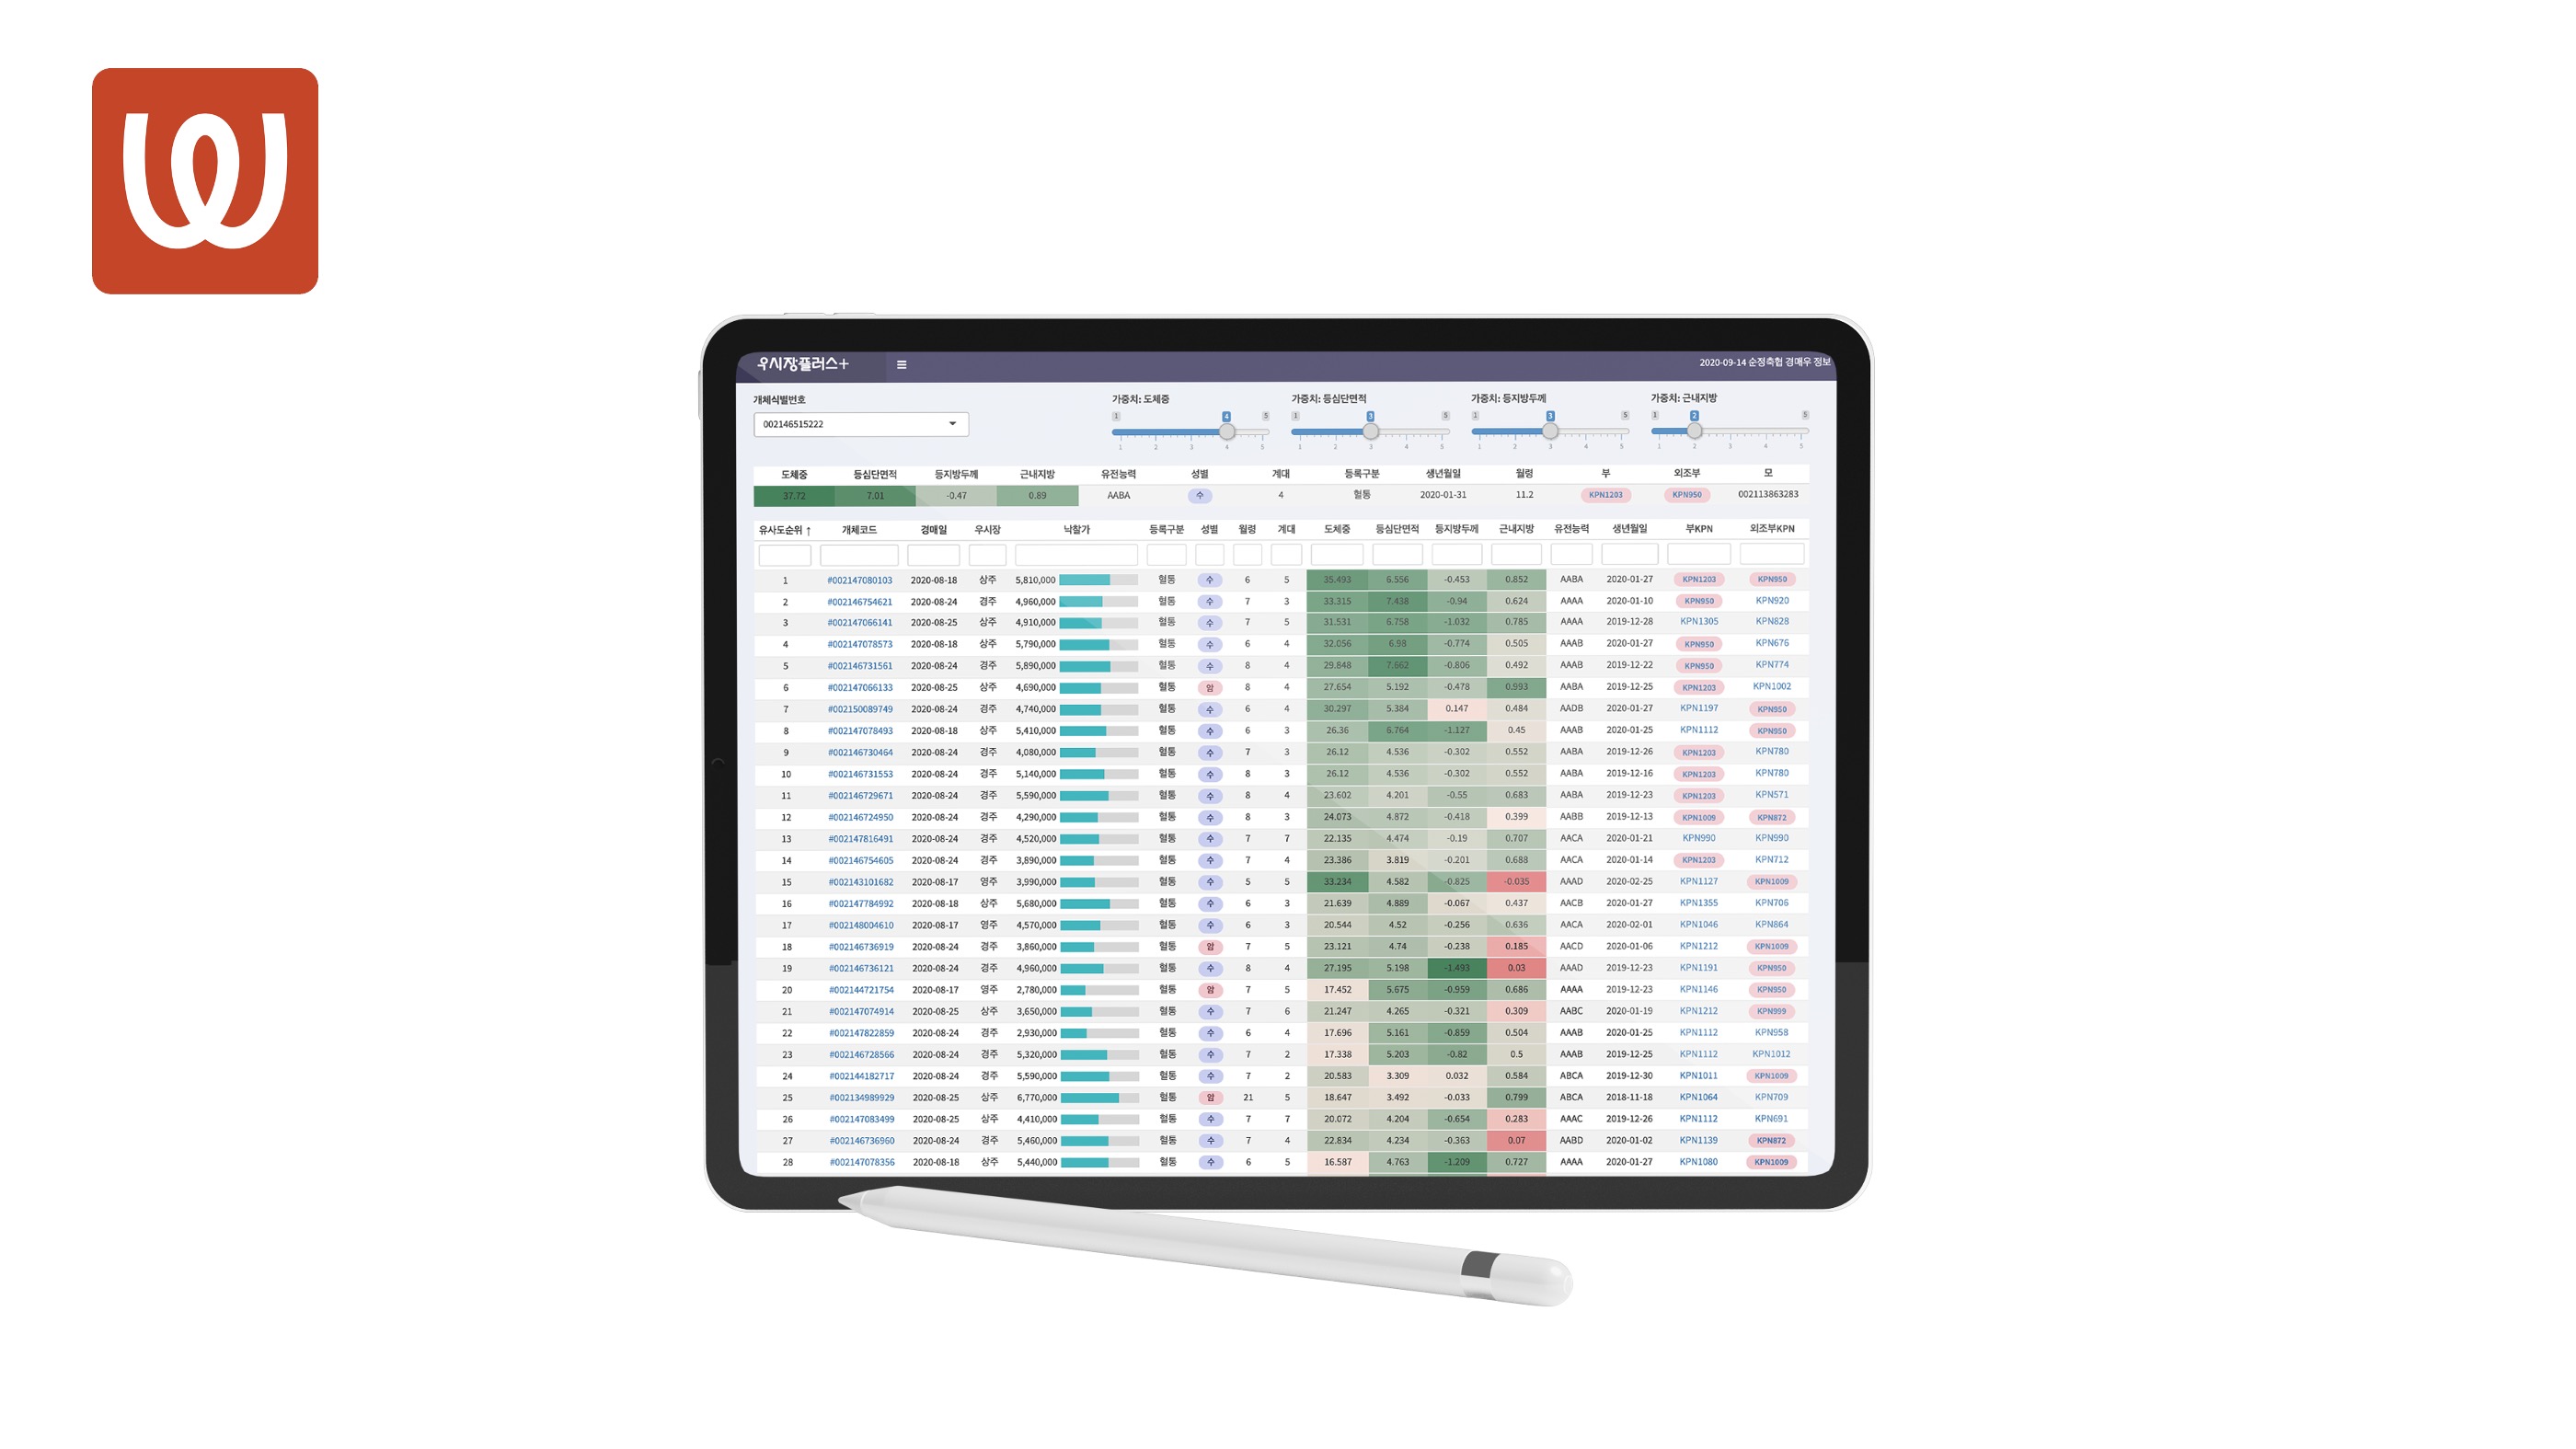 우시장플러스+ ≡ 2020-09-14 순정축협 경매우 정보
개체식별번호 가중치: 도체중 가중치: 등심단면적 가중치: 등지방두께 가중치: 근내지방
1 4 5 1 3 5 1 3 5 1 2 5
002146515222
1 2 3 4 5 1 2 3 4 5 1 2 3 4 5 1 2 3 4 5
도체중 등심단면적 등지방두께 근내지방 유전능력 성별 계대 등록구분 생년월일 월령 부 외조부 모
37.72 7.01 -0.47 0.89 AABA 수 4 혈통 2020-01-31 11.2 KPN1203 KPN950 002113863283
유사도순위 ↑ 개체코드 경매일 우시장 낙찰가 등록구분 성별 월령 계대 도체중 등심단면적 등지방두께 근내지방 유전능력 생년월일 부KPN 외조부KPN
1 #002147080103 2020-08-18 상주 5,810,000 혈통 수 6 5 35.493 6.556 -0.453 0.852 AABA 2020-01-27 KPN1203 KPN950
2 #002146754621 2020-08-24 경주 4,960,000 혈통 수 7 3 33.315 7.438 -0.94 0.624 AAAA 2020-01-10 KPN950 KPN920
3 #002147066141 2020-08-25 상주 4,910,000 혈통 수 7 5 31.531 6.758 -1.032 0.785 AAAA 2019-12-28 KPN1305 KPN828
4 #002147078573 2020-08-18 상주 5,790,000 혈통 수 6 4 32.056 6.98 -0.774 0.505 AAAB 2020-01-27 KPN950 KPN676
5 #002146731561 2020-08-24 경주 5,890,000 혈통 수 8 4 29.848 7.662 -0.806 0.492 AAAB 2019-12-22 KPN950 KPN774
6 #002147066133 2020-08-25 상주 4,690,000 혈통 암 8 4 27.654 5.192 -0.478 0.993 AABA 2019-12-25 KPN1203 KPN1002
7 #002150089749 2020-08-24 경주 4,740,000 혈통 수 6 4 30.297 5.384 0.147 0.484 AADB 2020-01-27 KPN1197 KPN950
8 #002147078493 2020-08-18 상주 5,410,000 혈통 수 6 3 26.36 6.764 -1.127 0.45 AAAB 2020-01-25 KPN1112 KPN950
9 #002146730464 2020-08-24 경주 4,080,000 혈통 수 7 3 26.12 4.536 -0.302 0.552 AABA 2019-12-26 KPN1203 KPN780
10 #002146731553 2020-08-24 경주 5,140,000 혈통 수 8 3 26.12 4.536 -0.302 0.552 AABA 2019-12-16 KPN1203 KPN780
11 #002146729671 2020-08-24 경주 5,590,000 혈통 수 8 4 23.602 4.201 -0.55 0.683 AABA 2019-12-23 KPN1203 KPN571
12 #002146724950 2020-08-24 경주 4,290,000 혈통 수 8 3 24.073 4.872 -0.418 0.399 AABB 2019-12-13 KPN1009 KPN872
13 #002147816491 2020-08-24 경주 4,520,000 혈통 수 7 7 22.135 4.474 -0.19 0.707 AACA 2020-01-21 KPN990 KPN990
14 #002146754605 2020-08-24 경주 3,890,000 혈통 수 7 4 23.386 3.819 -0.201 0.688 AACA 2020-01-14 KPN1203 KPN712
15 #002143101682 2020-08-17 영주 3,990,000 혈통 수 5 5 33.234 4.582 -0.825 -0.035 AAAD 2020-02-25 KPN1127 KPN1009
16 #002147784992 2020-08-18 상주 5,680,000 혈통 수 6 3 21.639 4.889 -0.067 0.437 AACB 2020-01-27 KPN1355 KPN706
17 #002148004610 2020-08-17 영주 4,570,000 혈통 수 6 3 20.544 4.52 -0.256 0.636 AACA 2020-02-01 KPN1046 KPN864
18 #002146736919 2020-08-24 경주 3,860,000 혈통 암 7 5 23.121 4.74 -0.238 0.185 AACD 2020-01-06 KPN1212 KPN1009
19 #002146736121 2020-08-24 경주 4,960,000 혈통 수 8 4 27.195 5.198 -1.493 0.03 AAAD 2019-12-23 KPN1191 KPN950
20 #002144721754 2020-08-17 영주 2,780,000 혈통 암 7 5 17.452 5.675 -0.959 0.686 AAAA 2019-12-23 KPN1146 KPN950
21 #002147074914 2020-08-25 상주 3,650,000 혈통 수 7 6 21.247 4.265 -0.321 0.309 AABC 2020-01-19 KPN1212 KPN999
22 #002147822859 2020-08-24 경주 2,930,000 혈통 수 6 4 17.696 5.161 -0.859 0.504 AAAB 2020-01-25 KPN1112 KPN958
23 #002146728566 2020-08-24 경주 5,320,000 혈통 수 7 2 17.338 5.203 -0.82 0.5 AAAB 2019-12-25 KPN1112 KPN1012
24 #002144182717 2020-08-24 경주 5,590,000 혈통 수 7 2 20.583 3.309 0.032 0.584 ABCA 2019-12-30 KPN1011 KPN1009
25 #002134989929 2020-08-25 상주 6,770,000 혈통 암 21 5 18.647 3.492 -0.033 0.799 ABCA 2018-11-18 KPN1064 KPN709
26 #002147083499 2020-08-25 상주 4,410,000 혈통 수 7 7 20.072 4.204 -0.654 0.283 AAAC 2019-12-26 KPN1112 KPN691
27 #002146736960 2020-08-24 경주 5,460,000 혈통 수 7 4 22.834 4.234 -0.363 0.07 AABD 2020-01-02 KPN1139 KPN872
28 #002147078356 2020-08-18 상주 5,440,000 혈통 수 6 5 16.587 4.763 -1.209 0.727 AAAA 2020-01-27 KPN1080 KPN1009